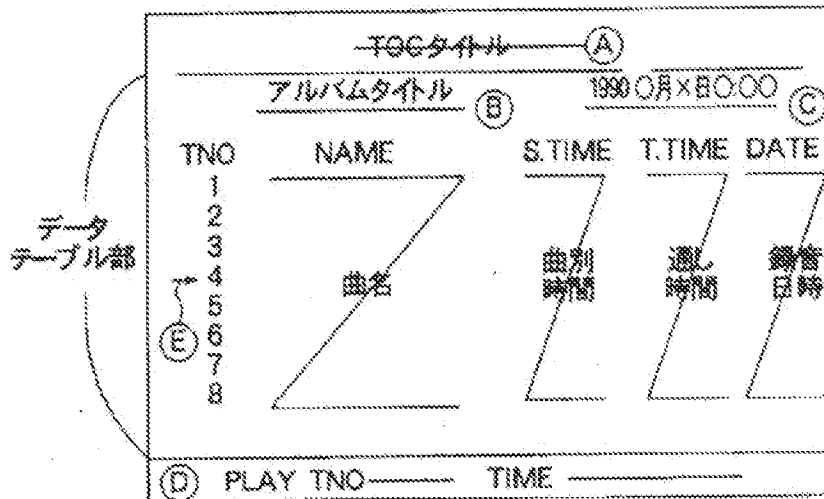 TOCタイトル Ⓐ
アルバムタイトル Ⓑ 1990○月×日○:○○ Ⓒ
TNO NAME S.TIME T.TIME DATE
1
2
3
データテーブル部
4 曲名 曲別時間 通し時間 録音日時
5
Ⓔ 6
7
8
Ⓓ PLAY TNO TIME